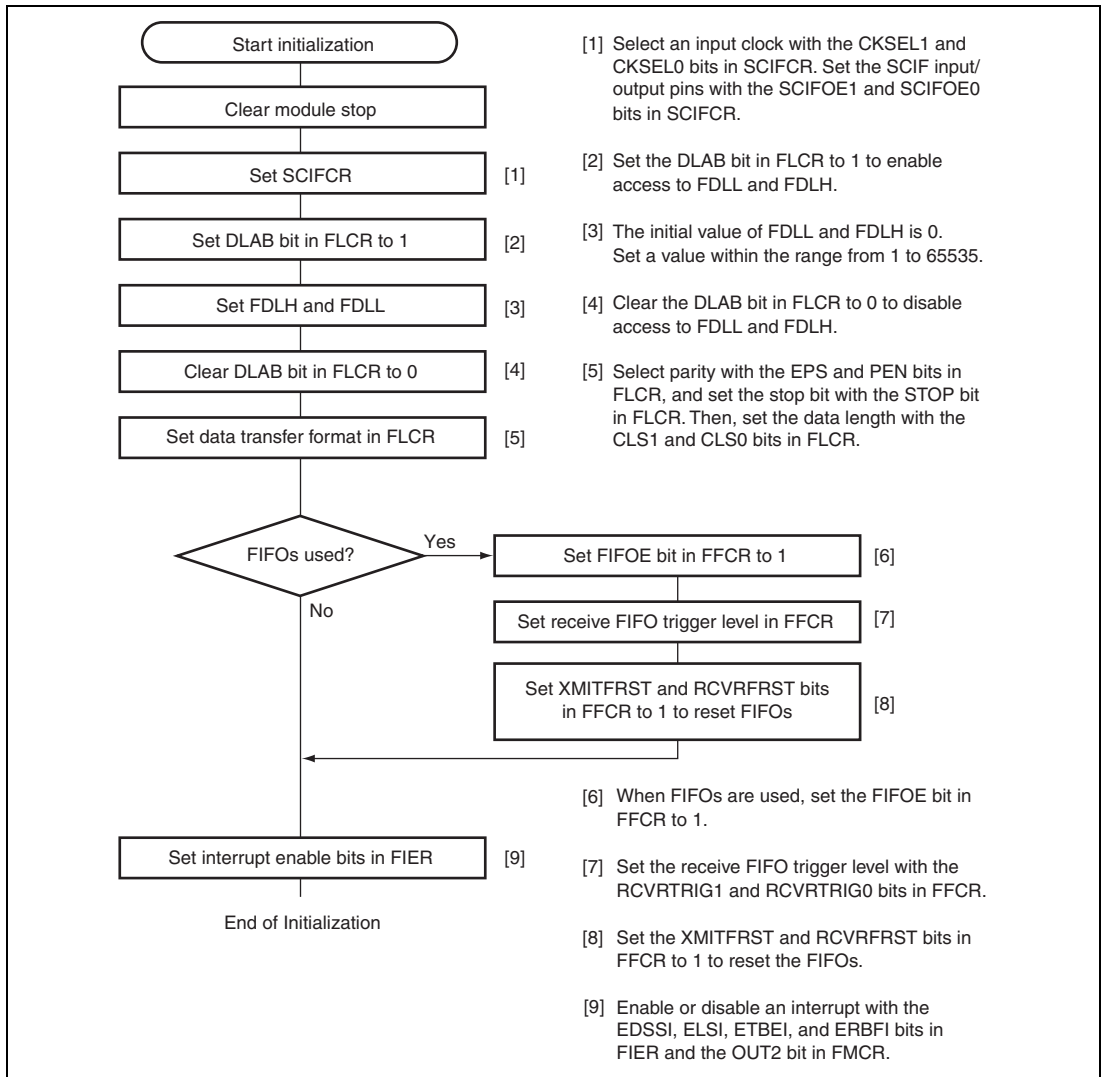 Start initialization
Clear module stop
Set SCIFCR
[1]
Set DLAB bit in FLCR to 1
[2]
Set FDLH and FDLL
[3]
Clear DLAB bit in FLCR to 0
[4]
Set data transfer format in FLCR
[5]
FIFOs used?
Yes
No
Set FIFOE bit in FFCR to 1
[6]
Set receive FIFO trigger level in FFCR
[7]
Set XMITFRST and RCVRFRST bits
in FFCR to 1 to reset FIFOs
[8]
Set interrupt enable bits in FIER
[9]
End of Initialization
[1] Select an input clock with the CKSEL1 and
CKSEL0 bits in SCIFCR. Set the SCIF input/
output pins with the SCIFOE1 and SCIFOE0
bits in SCIFCR.
[2] Set the DLAB bit in FLCR to 1 to enable
access to FDLL and FDLH.
[3] The initial value of FDLL and FDLH is 0.
Set a value within the range from 1 to 65535.
[4] Clear the DLAB bit in FLCR to 0 to disable
access to FDLL and FDLH.
[5] Select parity with the EPS and PEN bits in
FLCR, and set the stop bit with the STOP bit
in FLCR. Then, set the data length with the
CLS1 and CLS0 bits in FLCR.
[6] When FIFOs are used, set the FIFOE bit in
FFCR to 1.
[7] Set the receive FIFO trigger level with the
RCVRTRIG1 and RCVRTRIG0 bits in FFCR.
[8] Set the XMITFRST and RCVRFRST bits in
FFCR to 1 to reset the FIFOs.
[9] Enable or disable an interrupt with the
EDSSI, ELSI, ETBEI, and ERBFI bits in
FIER and the OUT2 bit in FMCR.